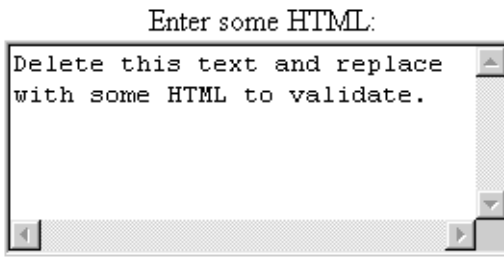 Enter some HTML:
Delete this text and replace
with some HTML to validate.